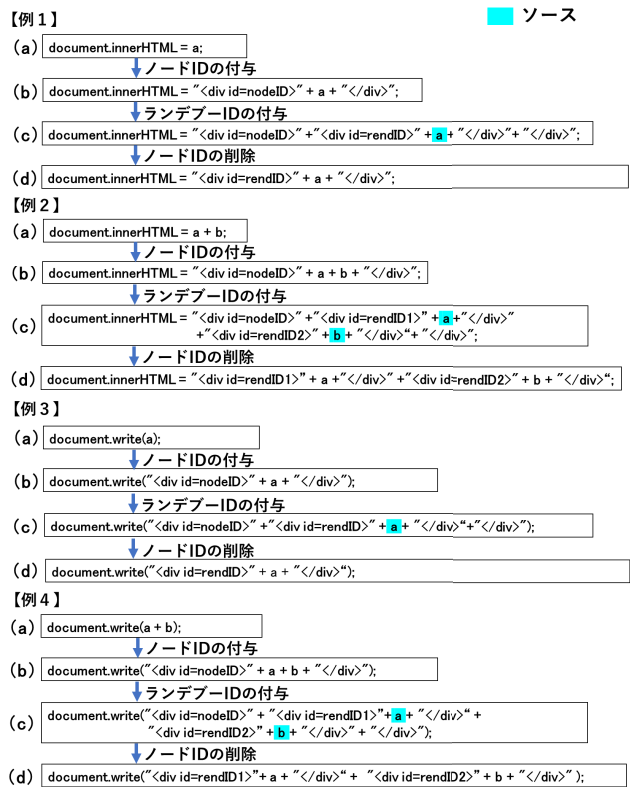 【例１】
ソース
(a) document.innerHTML = a;
ノードIDの付与
(b) document.innerHTML = "<div id=nodeID>" + a + "</div>";
ランデブーIDの付与
(c) document.innerHTML = "<div id=nodeID>" +"<div id=rendID>" + a + "</div>"+ "</div>";
ノードIDの削除
(d) document.innerHTML = "<div id=rendID>" + a + "</div>";
【例２】
(a) document.innerHTML = a + b;
ノードIDの付与
(b) document.innerHTML = "<div id=nodeID>" + a + b + "</div>";
ランデブーIDの付与
(c) document.innerHTML = "<div id=nodeID>" +"<div id=rendID1>” + a +"</div>"
+"<div id=rendID2>" + b + "</div>“+ "</div>";
ノードIDの削除
(d) document.innerHTML = "<div id=rendID1>” + a +"</div>" +"<div id=rendID2>" + b + "</div>“;
【例３】
(a) document.write(a);
ノードIDの付与
(b) document.write("<div id=nodeID>" + a + "</div>");
ランデブーIDの付与
(c) document.write("<div id=nodeID>" +"<div id=rendID>" + a + "</div>“+"</div>");
ノードIDの削除
(d) document.write("<div id=rendID>" + a + "</div>“);
【例４】
(a) document.write(a + b);
ノードIDの付与
(b) document.write("<div id=nodeID>" + a + b + "</div>");
ランデブーIDの付与
(c) document.write("<div id=nodeID>" + "<div id=rendID1>”+ a + "</div>“ +
"<div id=rendID2>” + b + "</div>" + "</div>");
ノードIDの削除
(d) document.write("<div id=rendID1>”+ a + "</div>“ + "<div id=rendID2>” + b + "</div>" );